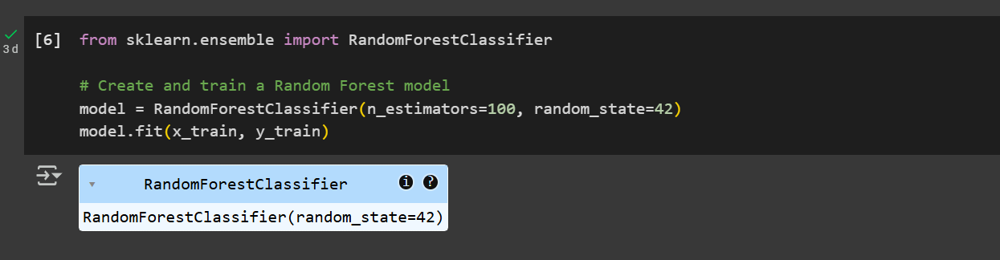 [6] from sklearn.ensemble import RandomForestClassifier
3 d
# Create and train a Random Forest model
model = RandomForestClassifier(n_estimators=100, random_state=42)
model.fit(x_train, y_train)
RandomForestClassifier i ?
RandomForestClassifier(random_state=42)